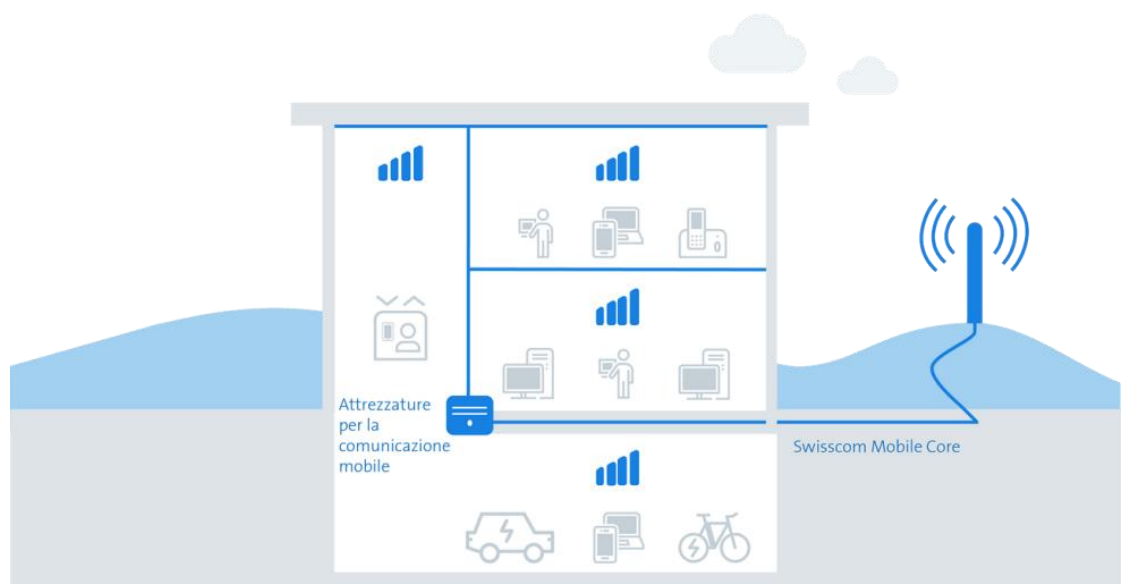 Attrezzature
per la
comunicazione
mobile
Swisscom Mobile Core